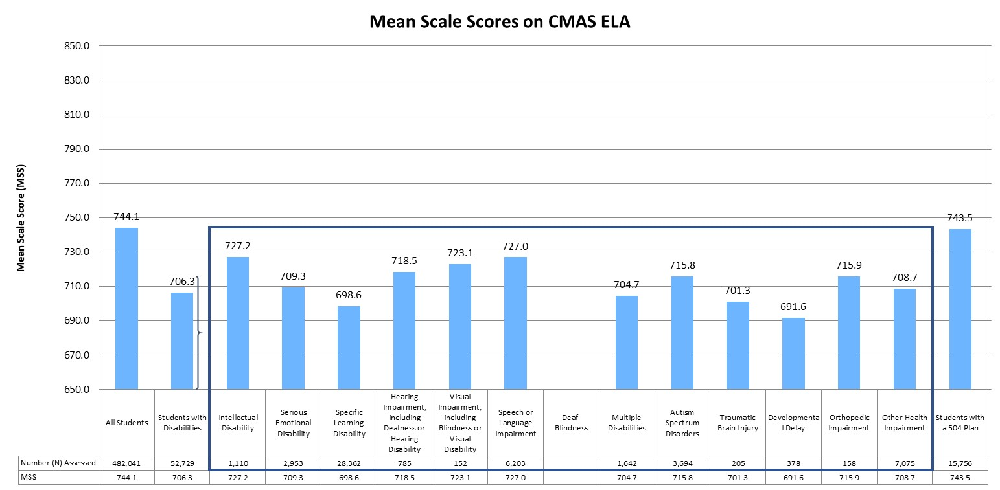 Mean Scale Scores on CMAS ELA
Mean Scale Score (MSS)
850.0
830.0
810.0
790.0
770.0
750.0
730.0
710.0
690.0
670.0
650.0
744.1
706.3
727.2
709.3
698.6
718.5
723.1
727.0
704.7
715.8
701.3
691.6
715.9
708.7
743.5
All Students
Students with
Disabilities
Intellectual
Disability
Serious
Emotional
Disability
Specific
Learning
Disability
Hearing
Impairment,
including
Deafness or
Hearing
Disability
Visual
Impairment,
including
Blindness or
Visual
Disability
Speech or
Language
Impairment
Deaf-
Blindness
Multiple
Disabilities
Autism
Spectrum
Disorders
Traumatic
Brain Injury
Developmenta
l Delay
Orthopedic
Impairment
Other Health
Impairment
Students with
a 504 Plan
Number (N) Assessed 482,041 52,729 1,110 2,953 28,362 785 152 6,203 1,642 3,694 205 378 158 7,075 15,756
MSS 744.1 706.3 727.2 709.3 698.6 718.5 723.1 727.0 704.7 715.8 701.3 691.6 715.9 708.7 743.5